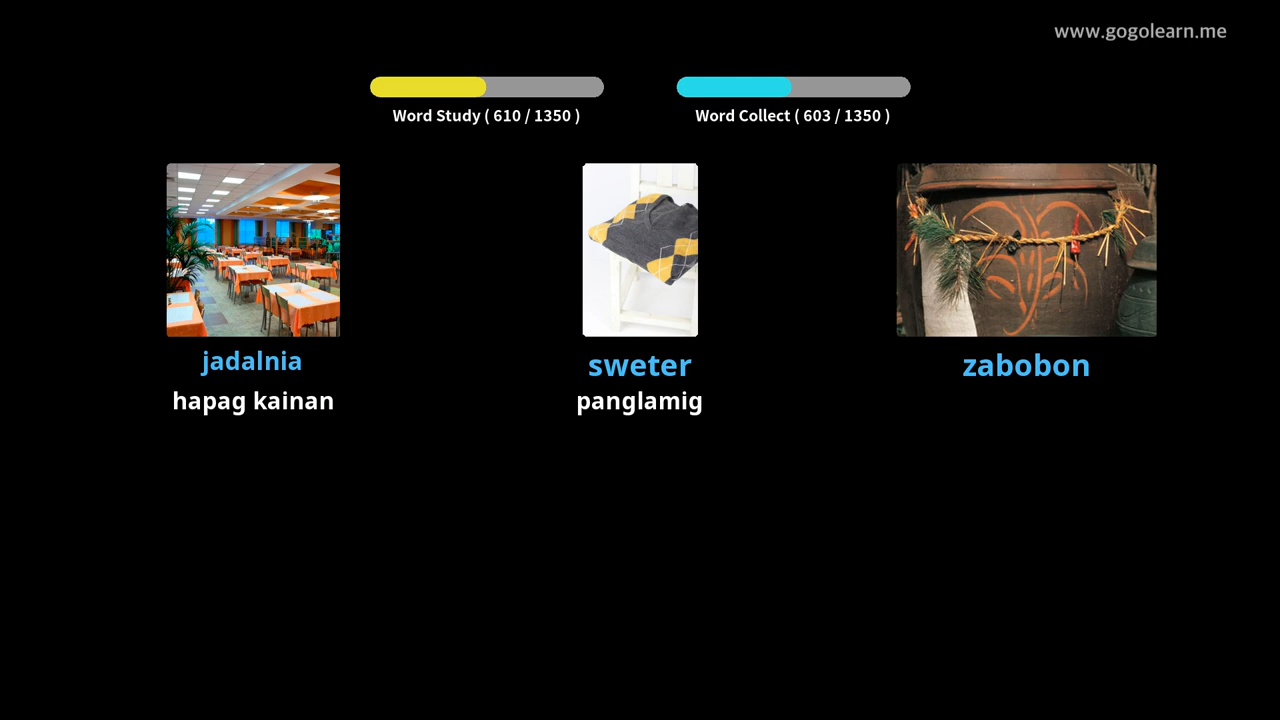 www.gogolearn.me
Word Study ( 610 / 1350 )
Word Collect ( 603 / 1350 )
jadalnia
hapag kainan
sweter
panglamig
zabobon